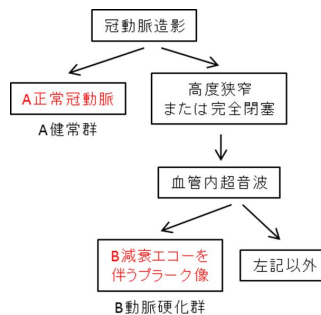 冠動脈造影
A正常冠動脈
A健常群
高度狭窄
または完全閉塞
血管内超音波
B減衰エコーを
伴うプラーク像
左記以外
B動脈硬化群